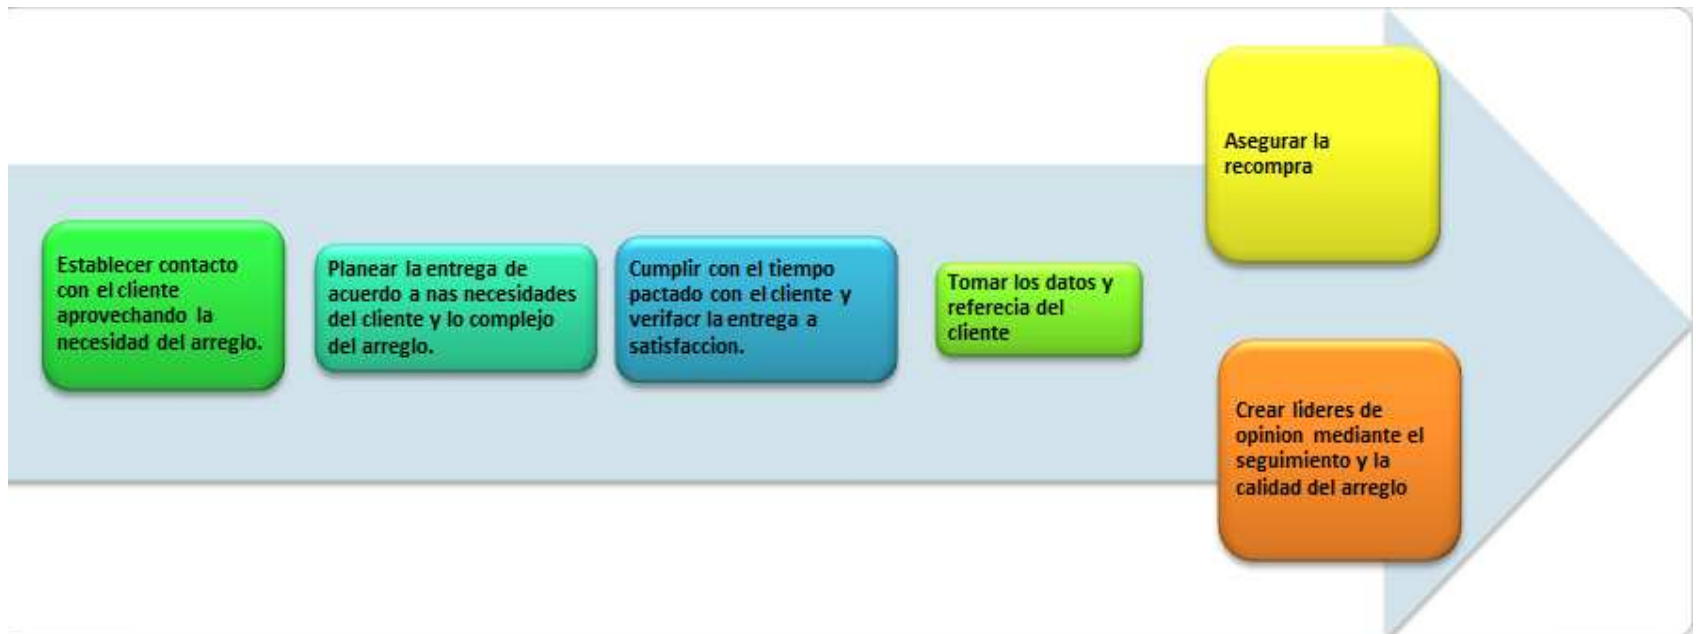 Establecer contacto
con el cliente
aprovechando la
necesidad del arreglo.
Planear la entrega de
acuerdo a nas necesidades
del cliente y lo complejo
del arreglo.
Cumplir con el tiempo
pactado con el cliente y
verifacr la entrega a
satisfaccion.
Tomar los datos y
referecia del
cliente
Asegurar la
recompra
Crear lideres de
opinion mediante el
seguimiento y la
calidad del arreglo